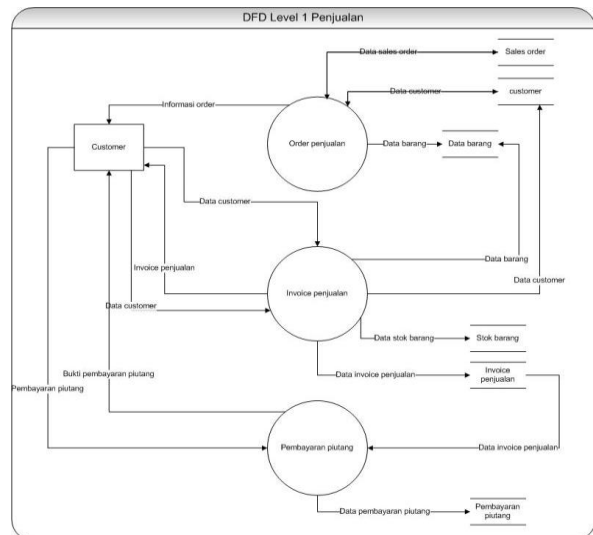 DFD Level 1 Penjualan
Data sales order
Sales order
Data customer
customer
Informasi order
Customer
Order penjualan
Data barang
Data barang
Data customer
Invoice penjualan
Data barang
Data customer
Invoice penjualan
Data customer
Data stok barang
Stok barang
Bukti pembayaran piutang
Data invoice penjualan
Invoice
penjualan
Pembayaran piutang
Pembayaran piutang
Data invoice penjualan
Data pembayaran piutang
Pembayaran
piutang